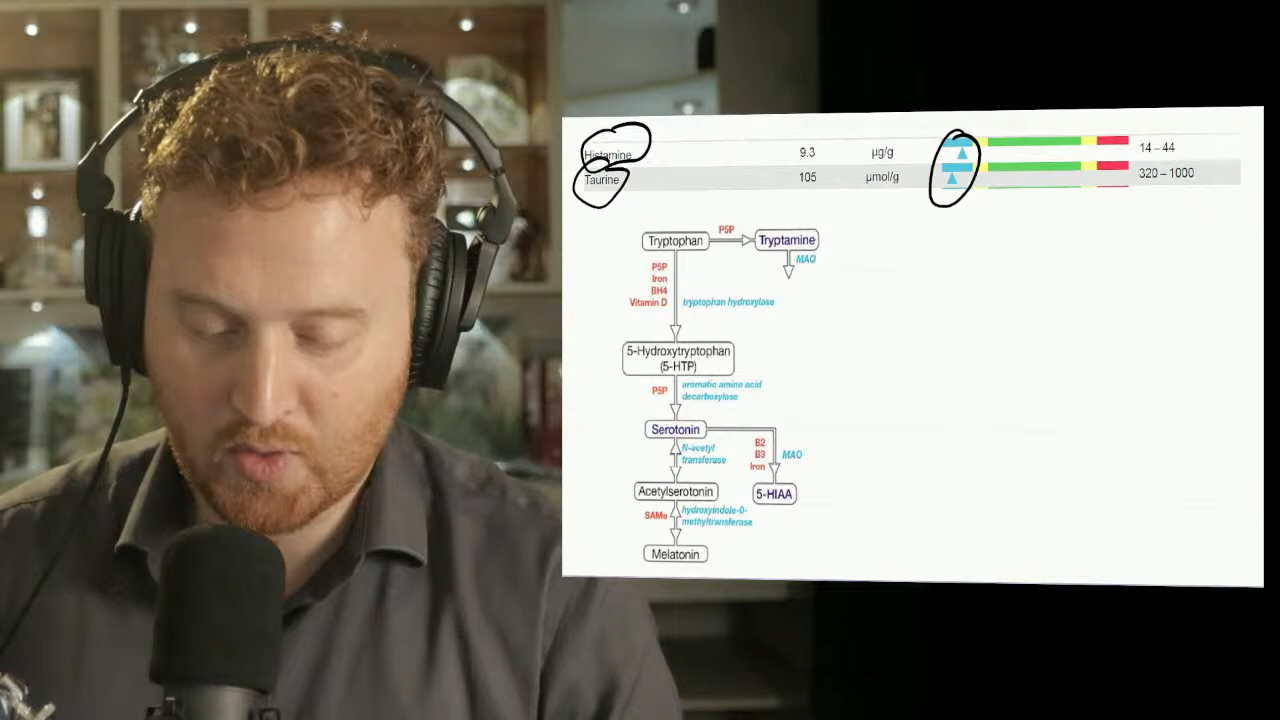 Histamine 9.3 µg/g 14 – 44
Taurine 105 µmol/g 320 – 1000
Tryptophan P5P Tryptamine
MAO
P5P
Iron
BH4
Vitamin D tryptophan hydroxylase
5-Hydroxytryptophan
(5-HTP)
P5P aromatic amino acid
decarboxylase
Serotonin
N-acetyl
transferase
B2
B3
Iron
MAO
Acetylserotonin 5-HIAA
SAMe hydroxyindole-0-
methyltransferase
Melatonin